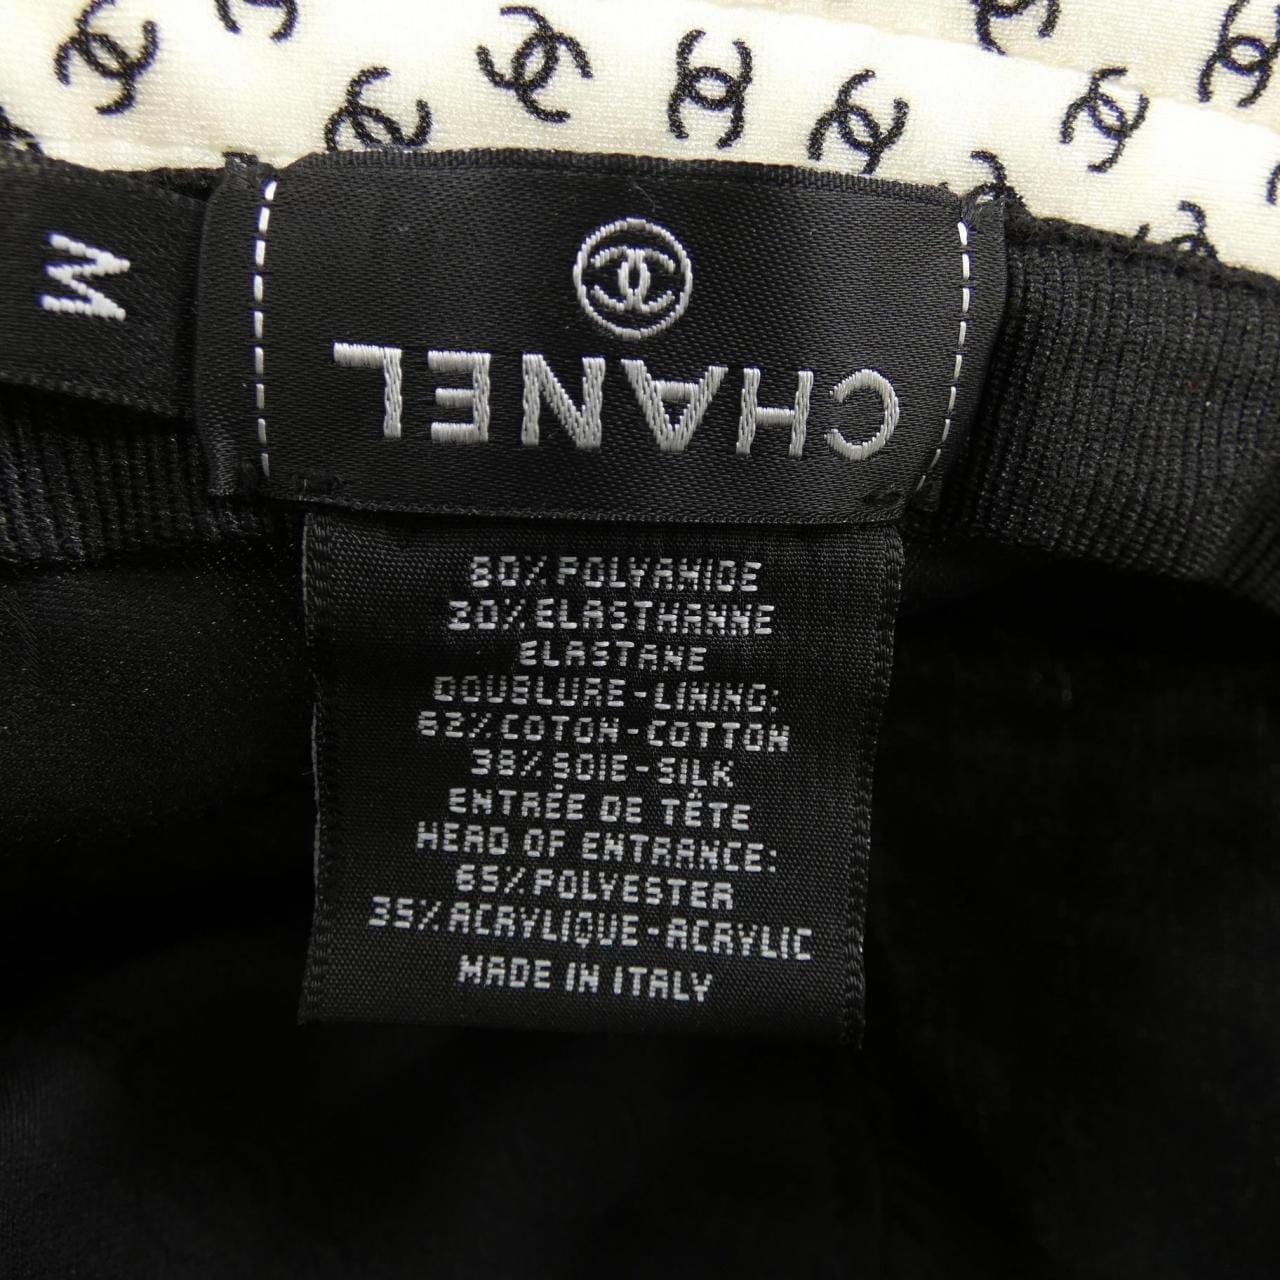 M
CHANEL
80% POLYAMIDE
20% ELASTHANNE
ELASTANE
DOUBLURE - LINING:
62% COTON - COTTON
38% SOIE - SILK
ENTRÉE DE TÊTE
HEAD OF ENTRANCE:
65% POLYESTER
35% ACRYLIQUE - ACRYLIC
MADE IN ITALY